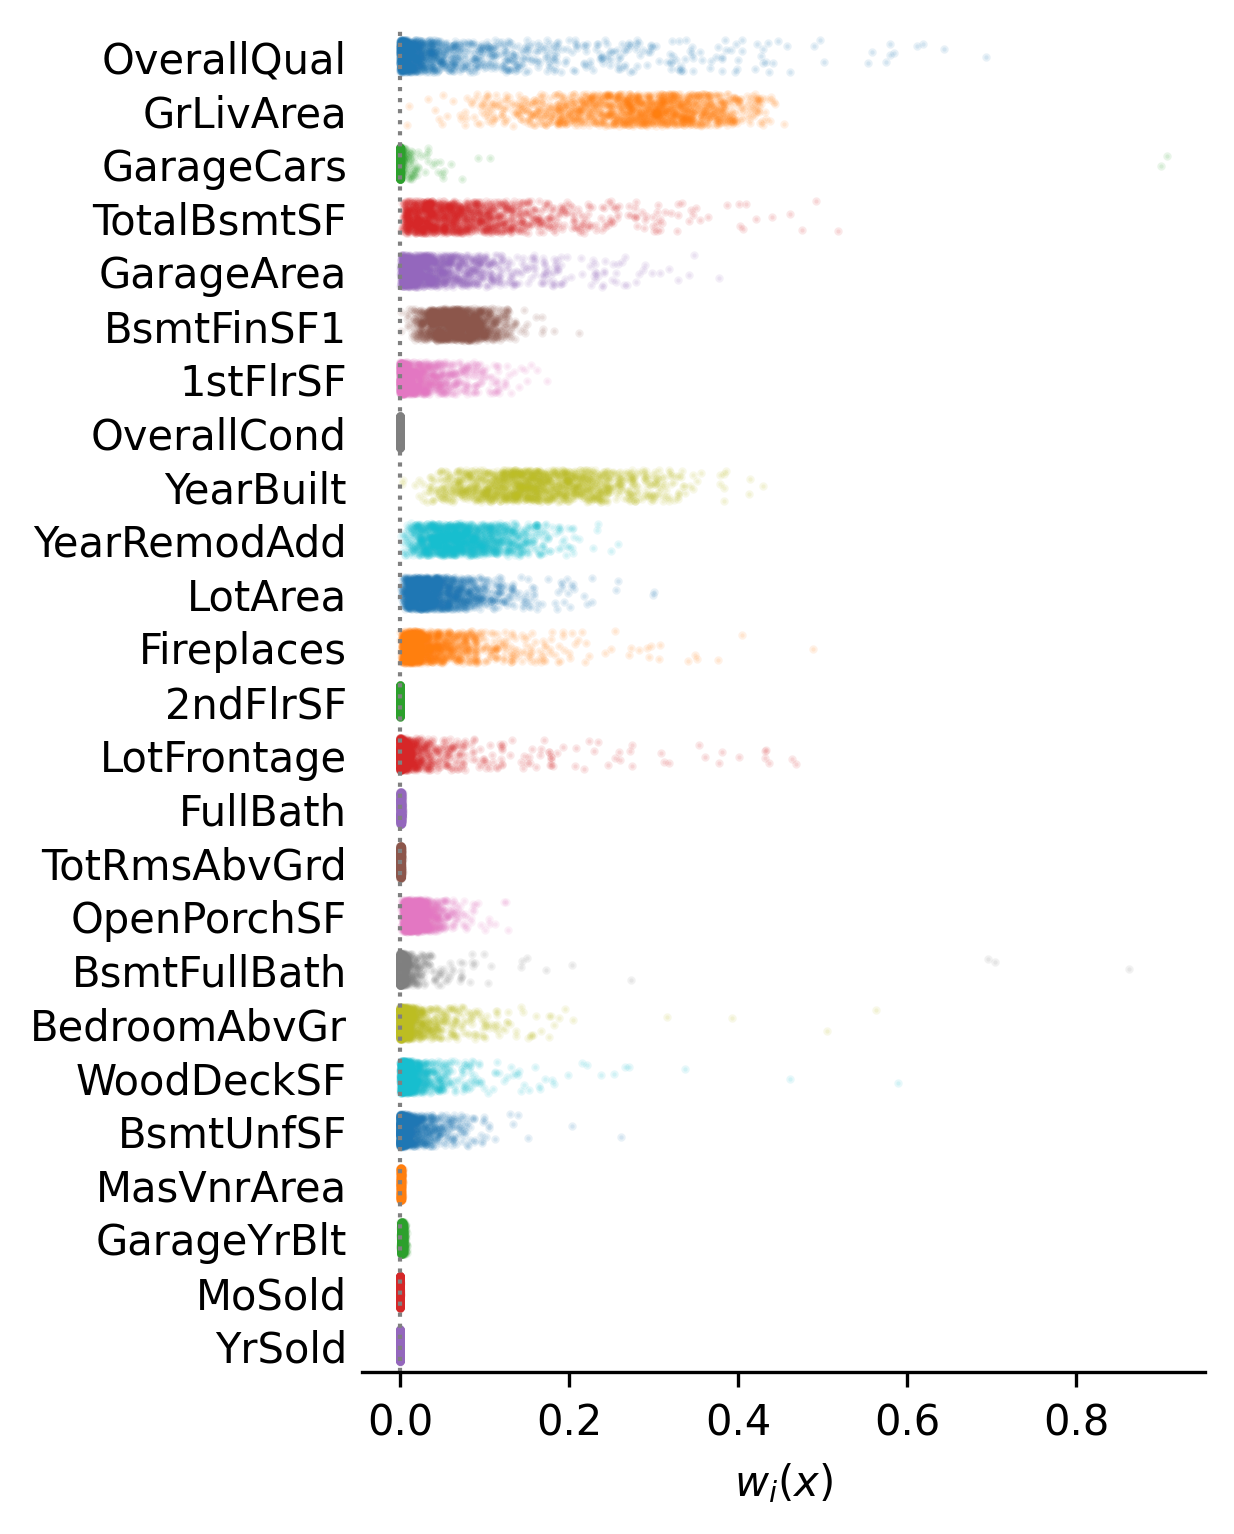 OverallQual
GrLivArea
GarageCars
TotalBsmtSF
GarageArea
BsmtFinSF1
1stFlrSF
OverallCond
YearBuilt
YearRemodAdd
LotArea
Fireplaces
2ndFlrSF
LotFrontage
FullBath
TotRmsAbvGrd
OpenPorchSF
BsmtFullBath
BedroomAbvGr
WoodDeckSF
BsmtUnfSF
MasVnrArea
GarageYrBlt
MoSold
YrSold
0.0 0.2 0.4 0.6 0.8
w_i(x)